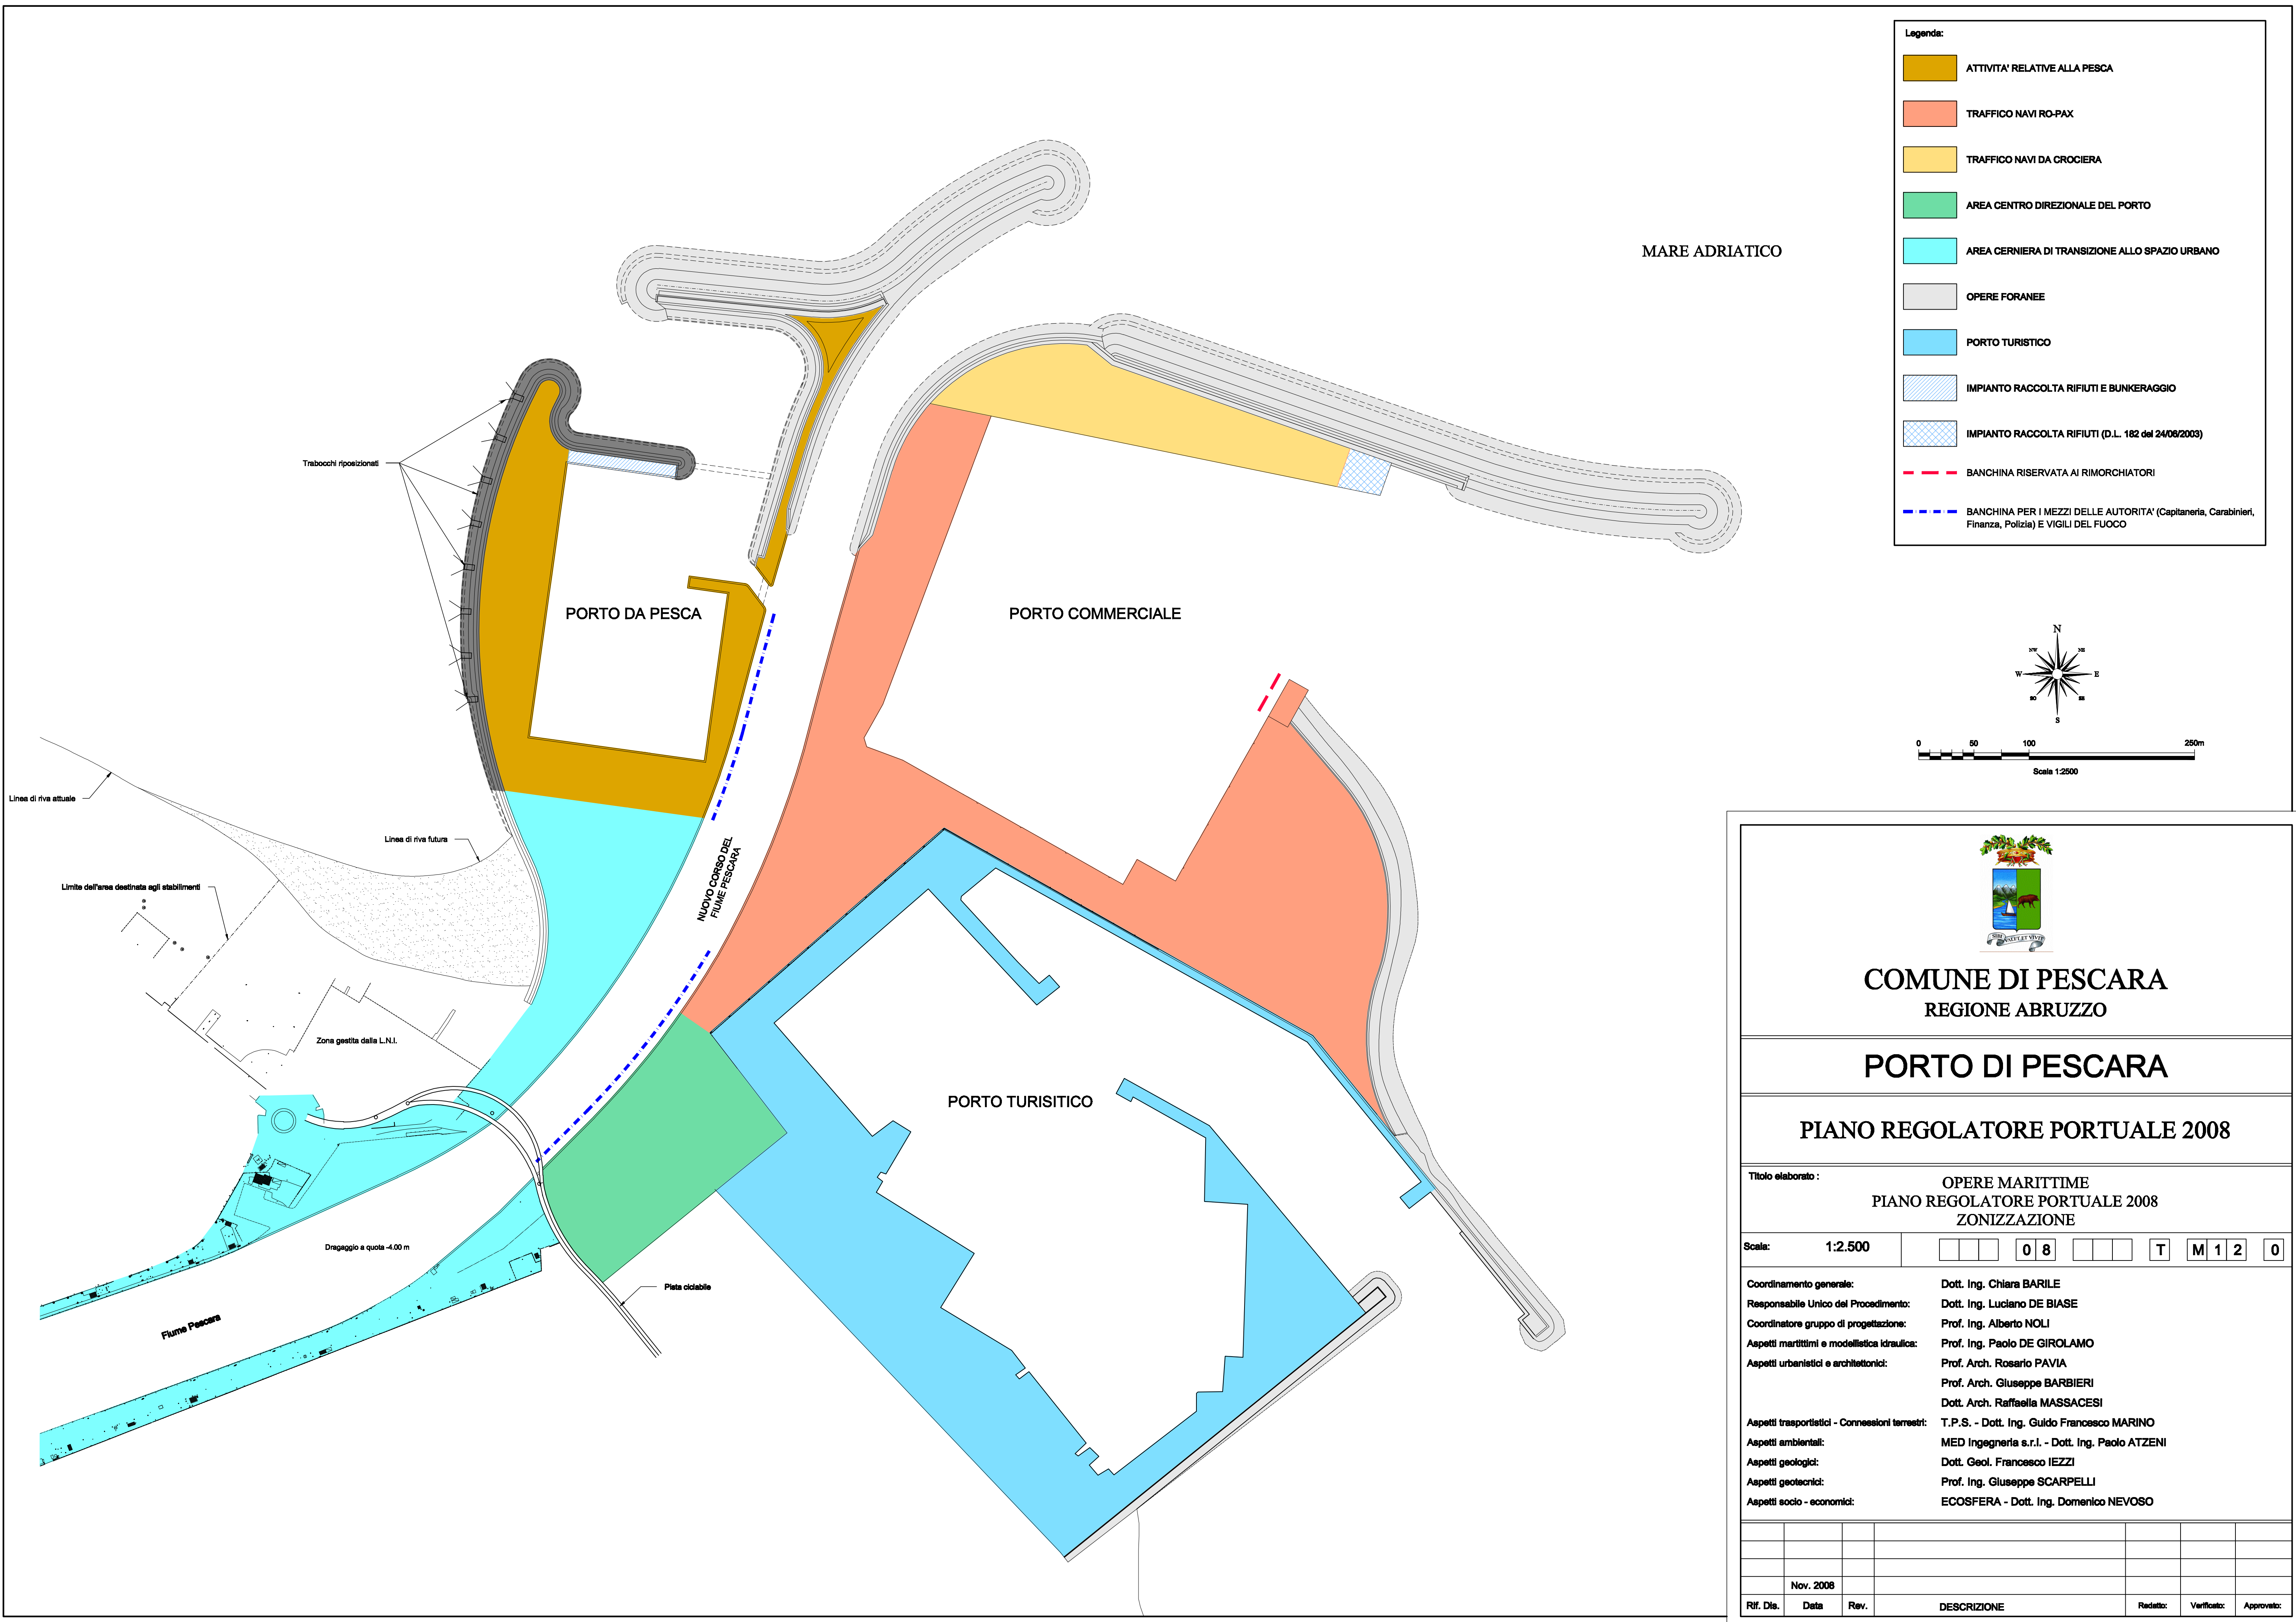 Legenda:
ATTIVITA' RELATIVE ALLA PESCA
TRAFFICO NAVI RO-PAX
TRAFFICO NAVI DA CROCIERA
AREA CENTRO DIREZIONALE DEL PORTO
AREA CERNIERA DI TRANSIZIONE ALLO SPAZIO URBANO
OPERE FORANEE
PORTO TURISTICO
IMPIANTO RACCOLTA RIFIUTI E BUNKERAGGIO
IMPIANTO RACCOLTA RIFIUTI (D.L. 182 del 24/06/2003)
BANCHINA RISERVATA AI RIMORCHIATORI
BANCHINA PER I MEZZI DELLE AUTORITA' (Capitaneria, Carabinieri,
Finanza, Polizia) E VIGILI DEL FUOCO
MARE ADRIATICO
Trabocchi riposizionati
PORTO DA PESCA
PORTO COMMERCIALE
N
NW
NE
W
E
SO
SE
S
0
50
100
250m
Scala 1:2500
Linea di riva attuale
Linea di riva futura
Limite dell'area destinata agli stabilimenti
NUOVO CORSO DEL
FIUME PESCARA
Zona gestita dalla L.N.I.
PORTO TURISITICO
Dragaggio a quota -4.00 m
Pista ciclabile
Fiume Pescara
COMUNE DI PESCARA
REGIONE ABRUZZO
PORTO DI PESCARA
PIANO REGOLATORE PORTUALE 2008
Titolo elaborato :
OPERE MARITTIME
PIANO REGOLATORE PORTUALE 2008
ZONIZZAZIONE
Scala:
1:2.500
0 8 T M 1 2 0
Coordinamento generale: Dott. Ing. Chiara BARILE
Responsabile Unico del Procedimento: Dott. Ing. Luciano DE BIASE
Coordinatore gruppo di progettazione: Prof. Ing. Alberto NOLI
Aspetti martittimi e modellistica idraulica: Prof. Ing. Paolo DE GIROLAMO
Aspetti urbanistici e architettonici: Prof. Arch. Rosario PAVIA
Prof. Arch. Giuseppe BARBIERI
Dott. Arch. Raffaella MASSACESI
Aspetti trasportistici - Connessioni terrestri: T.P.S. - Dott. Ing. Guido Francesco MARINO
Aspetti ambientali: MED Ingegneria s.r.l. - Dott. Ing. Paolo ATZENI
Aspetti geologici: Dott. Geol. Francesco IEZZI
Aspetti geotecnici: Prof. Ing. Giuseppe SCARPELLI
Aspetti socio - economici: ECOSFERA - Dott. Ing. Domenico NEVOSO
Nov. 2008
Rif. Dis. Data Rev. DESCRIZIONE Redatto: Verificato: Approvato: